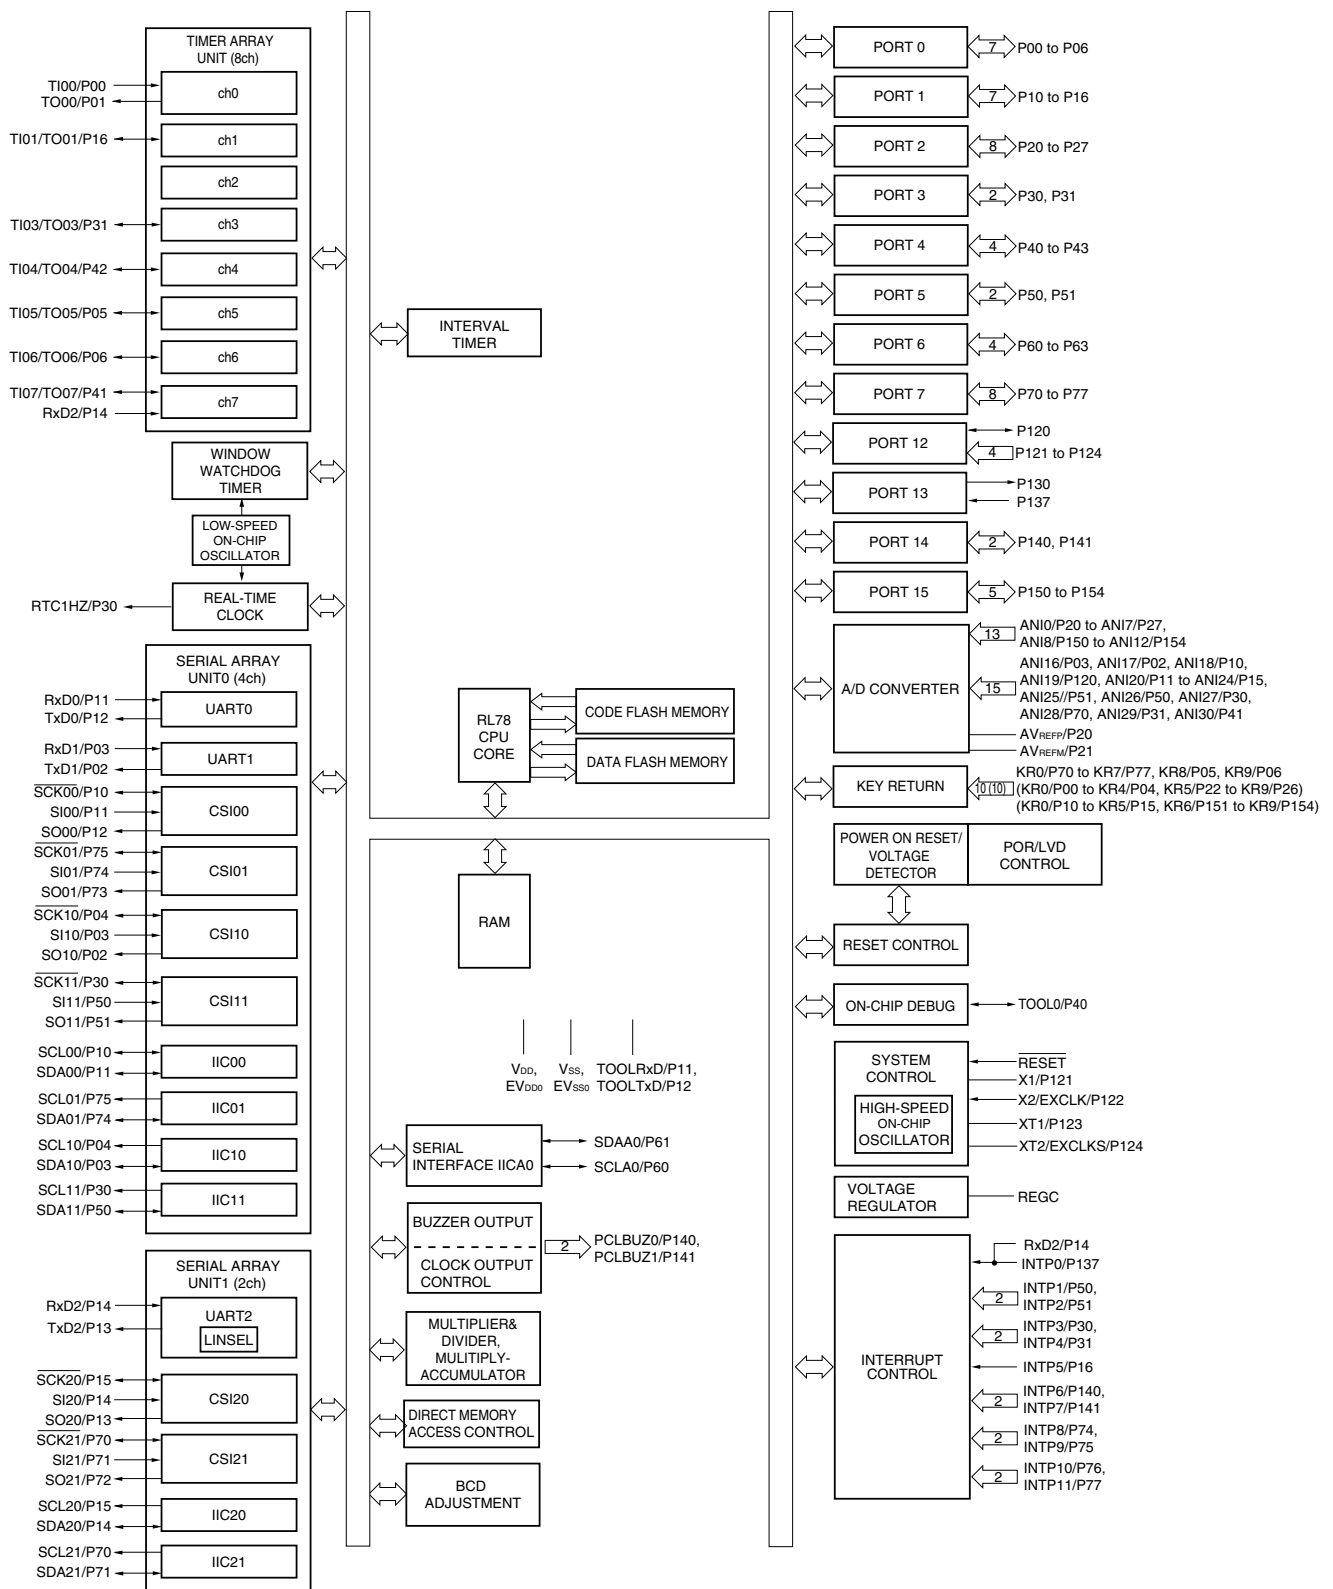 TIMER ARRAY
UNIT (8ch)
TI00/P00
TO00/P01
ch0
TI01/TO01/P16
ch1
ch2
TI03/TO03/P31
ch3
TI04/TO04/P42
ch4
TI05/TO05/P05
ch5
TI06/TO06/P06
ch6
TI07/TO07/P41
RxD2/P14
ch7
WINDOW
WATCHDOG
TIMER
LOW-SPEED
ON-CHIP
OSCILLATOR
RTC1HZ/P30
REAL-TIME
CLOCK
SERIAL ARRAY
UNIT0 (4ch)
RxD0/P11
TxD0/P12
UART0
RxD1/P03
TxD1/P02
UART1
SCK00/P10
SI00/P11
SO00/P12
CSI00
SCK01/P75
SI01/P74
SO01/P73
CSI01
SCK10/P04
SI10/P03
SO10/P02
CSI10
SCK11/P30
SI11/P50
SO11/P51
CSI11
SCL00/P10
SDA00/P11
IIC00
SCL01/P75
SDA01/P74
IIC01
SCL10/P04
SDA10/P03
IIC10
SCL11/P30
SDA11/P50
IIC11
SERIAL ARRAY
UNIT1 (2ch)
RxD2/P14
TxD2/P13
UART2
LINSEL
SCK20/P15
SI20/P14
SO20/P13
CSI20
SCK21/P70
SI21/P71
SO21/P72
CSI21
SCL20/P15
SDA20/P14
IIC20
SCL21/P70
SDA21/P71
IIC21
INTERVAL
TIMER
RL78
CPU
CORE
CODE FLASH MEMORY
DATA FLASH MEMORY
RAM
VDD,
EVDD0
VSS,
EVSS0
TOOLRxD/P11,
TOOLTxD/P12
SERIAL
INTERFACE IICA0
SDAA0/P61
SCLA0/P60
BUZZER OUTPUT
CLOCK OUTPUT
CONTROL
2
PCLBUZ0/P140,
PCLBUZ1/P141
MULTIPLIER&
DIVIDER,
MULITIPLY-
ACCUMULATOR
DIRECT MEMORY
ACCESS CONTROL
BCD
ADJUSTMENT
PORT 0
7
P00 to P06
PORT 1
7
P10 to P16
PORT 2
8
P20 to P27
PORT 3
2
P30, P31
PORT 4
4
P40 to P43
PORT 5
2
P50, P51
PORT 6
4
P60 to P63
PORT 7
8
P70 to P77
PORT 12
P120
4
P121 to P124
PORT 13
P130
P137
PORT 14
2
P140, P141
PORT 15
5
P150 to P154
A/D CONVERTER
13
ANI0/P20 to ANI7/P27,
ANI8/P150 to ANI12/P154
15
ANI16/P03, ANI17/P02, ANI18/P10,
ANI19/P120, ANI20/P11 to ANI24/P15,
ANI25/P51, ANI26/P50, ANI27/P30,
ANI28/P70, ANI29/P31, ANI30/P41
AVREFP/P20
AVREFM/P21
KEY RETURN
10 (10)
KR0/P70 to KR7/P77, KR8/P05, KR9/P06
(KR0/P00 to KR4/P04, KR5/P22 to KR9/P26)
(KR0/P10 to KR5/P15, KR6/P151 to KR9/P154)
POWER ON RESET/
VOLTAGE
DETECTOR
POR/LVD
CONTROL
RESET CONTROL
ON-CHIP DEBUG
TOOL0/P40
SYSTEM
CONTROL
HIGH-SPEED
ON-CHIP
OSCILLATOR
RESET
X1/P121
X2/EXCLK/P122
XT1/P123
XT2/EXCLKS/P124
VOLTAGE
REGULATOR
REGC
INTERRUPT
CONTROL
RxD2/P14
INTP0/P137
2
INTP1/P50,
INTP2/P51
2
INTP3/P30,
INTP4/P31
INTP5/P16
2
INTP6/P140,
INTP7/P141
2
INTP8/P74,
INTP9/P75
2
INTP10/P76,
INTP11/P77